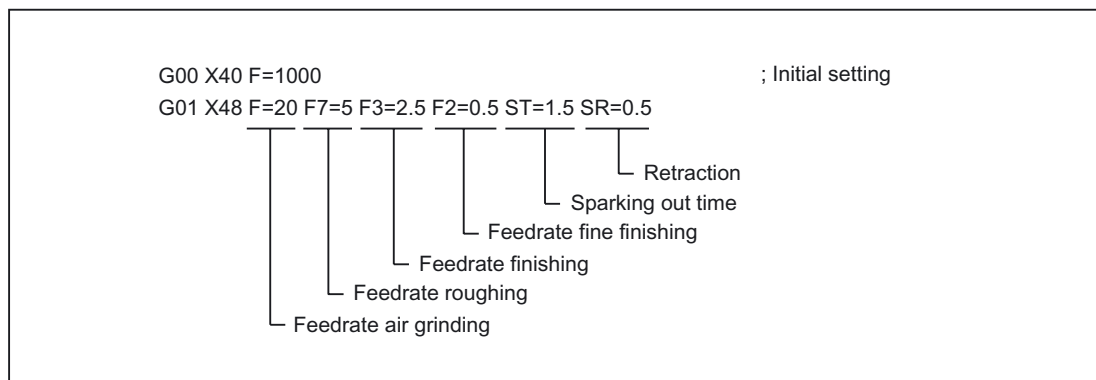 G00 X40 F=1000 ; Initial setting
G01 X48 F=20 F7=5 F3=2.5 F2=0.5 ST=1.5 SR=0.5
Retraction
Sparking out time
Feedrate fine finishing
Feedrate finishing
Feedrate roughing
Feedrate air grinding